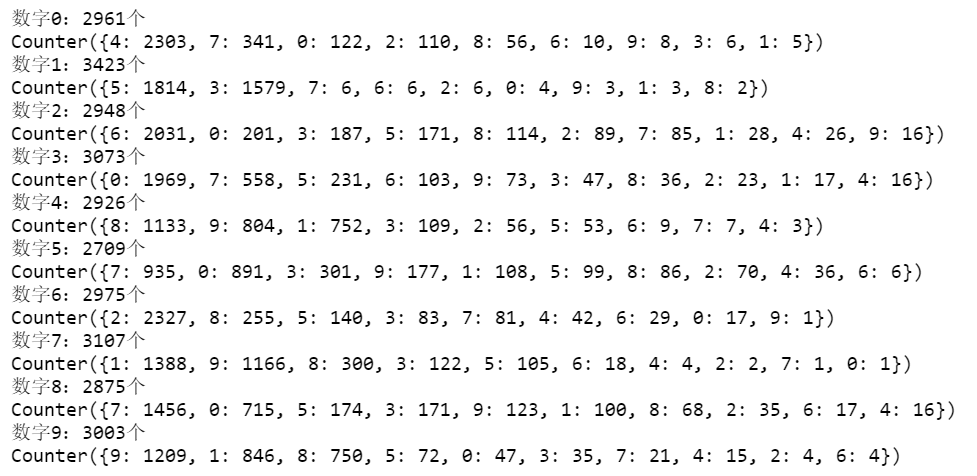 数字0: 2961个
Counter({4: 2303, 7: 341, 0: 122, 2: 110, 8: 56, 6: 10, 9: 8, 3: 6, 1: 5})
数字1: 3423个
Counter({5: 1814, 3: 1579, 7: 6, 6: 6, 2: 6, 0: 4, 9: 3, 1: 3, 8: 2})
数字2: 2948个
Counter({6: 2031, 0: 201, 3: 187, 5: 171, 8: 114, 2: 89, 7: 85, 1: 28, 4: 26, 9: 16})
数字3: 3073个
Counter({0: 1969, 7: 558, 5: 231, 6: 103, 9: 73, 3: 47, 8: 36, 2: 23, 1: 17, 4: 16})
数字4: 2926个
Counter({8: 1133, 9: 804, 1: 752, 3: 109, 2: 56, 5: 53, 6: 9, 7: 7, 4: 3})
数字5: 2709个
Counter({7: 935, 0: 891, 3: 301, 9: 177, 1: 108, 5: 99, 8: 86, 2: 70, 4: 36, 6: 6})
数字6: 2975个
Counter({2: 2327, 8: 255, 5: 140, 3: 83, 7: 81, 4: 42, 6: 29, 0: 17, 9: 1})
数字7: 3107个
Counter({1: 1388, 9: 1166, 8: 300, 3: 122, 5: 105, 6: 18, 4: 4, 2: 2, 7: 1, 0: 1})
数字8: 2875个
Counter({7: 1456, 0: 715, 5: 174, 3: 171, 9: 123, 1: 100, 8: 68, 2: 35, 6: 17, 4: 16})
数字9: 3003个
Counter({9: 1209, 1: 846, 8: 750, 5: 72, 0: 47, 3: 35, 7: 21, 4: 15, 2: 4, 6: 4})